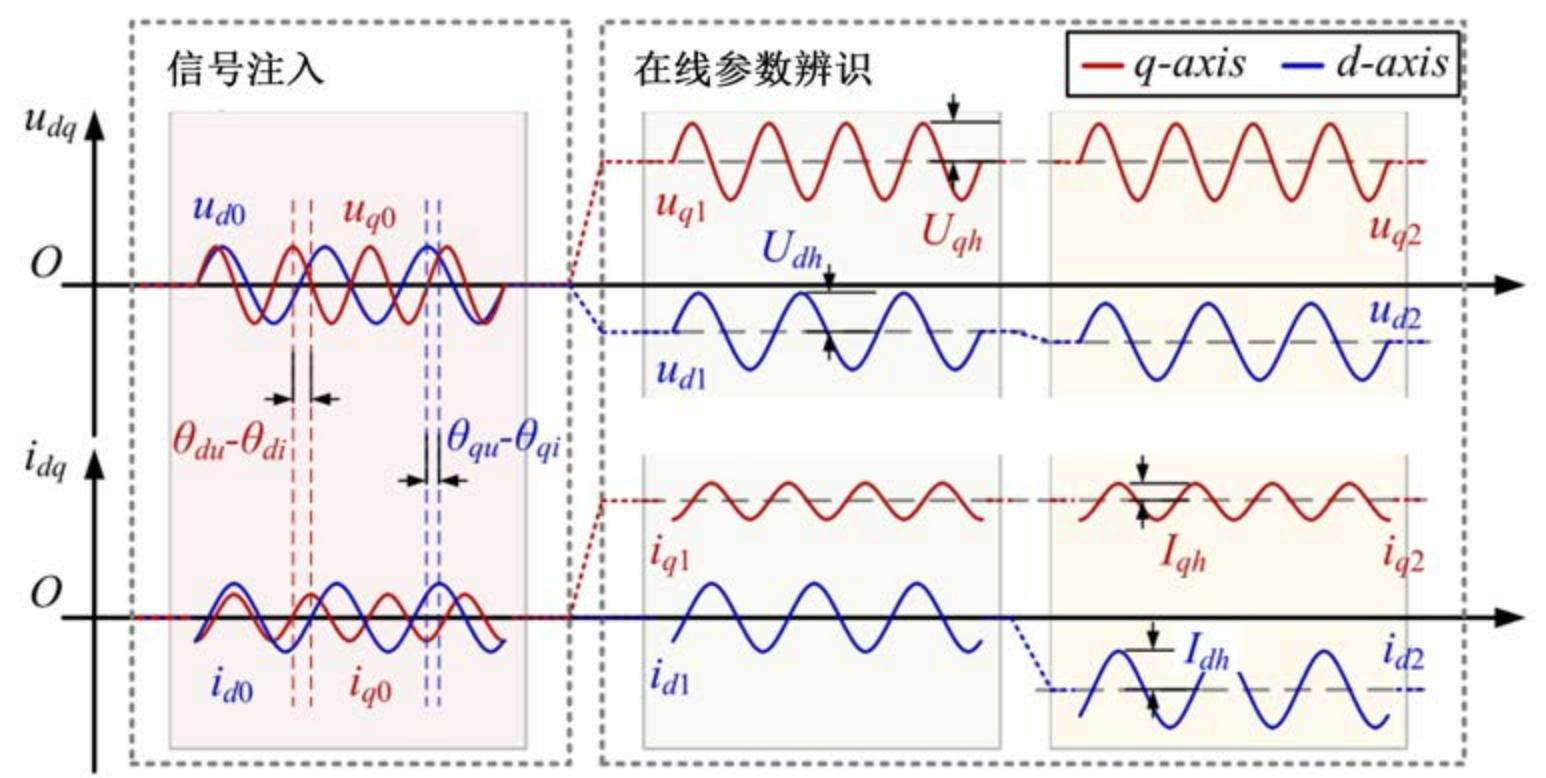 信号注入
在线参数辨识
q-axis
d-axis
u_dq
O
u_d0
u_q0
u_q1
U_qh
U_dh
u_d1
u_q2
u_d2
θ_du-θ_di
θ_qu-θ_qi
i_dq
O
i_d0
i_q0
i_q1
i_d1
I_qh
i_q2
I_dh
i_d2